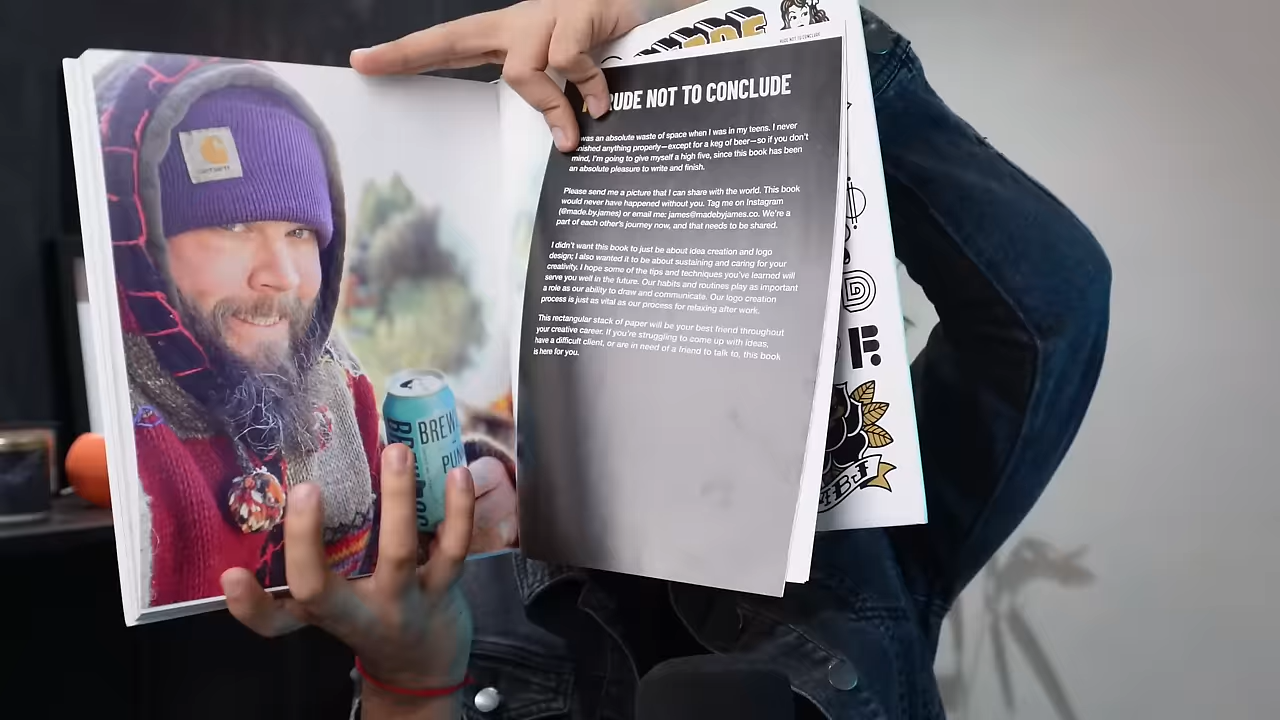 RUDE NOT TO CONCLUDE
RUDE NOT TO CONCLUDE
was an absolute waste of space when I was in my teens. I never
anything properly—except for a keg of beer—so if you don't
mind, I'm going to give myself a high five, since this book has been
an absolute pleasure to write and finish.
Please send me a picture that I can share with the world. This book
would never have happened without you. Tag me on Instagram
(@made.by.james) or email me: james@madebyjames.co. We're a
part of each other's journey now, and that needs to be shared.
I didn't want this book to just be about idea creation and logo
design; I also wanted it to be about sustaining and caring for your
creativity. I hope some of the tips and techniques you've learned will
serve you well in the future. Our habits and routines play as important
a role as our ability to draw and communicate. Our logo creation
process is just as vital as our process for relaxing after work.
This rectangular stack of paper will be your best friend throughout
your creative career. If you're struggling to come up with ideas,
have a difficult client, or are in need of a friend to talk to, this book
is here for you.
carhartt
BREW
PUN